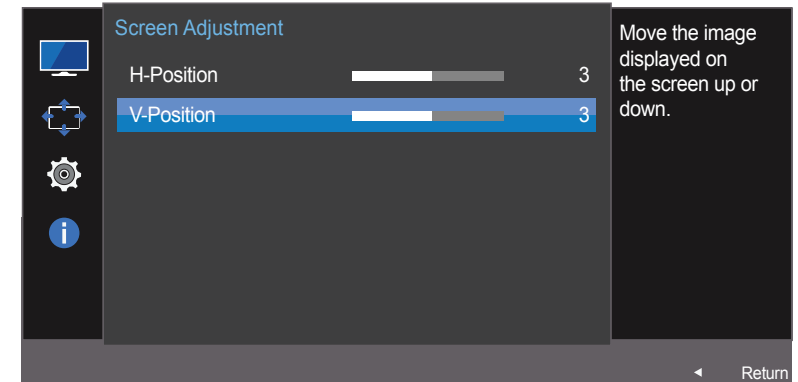 Screen Adjustment
H-Position 3
V-Position 3
Move the image
displayed on
the screen up or
down.
Return